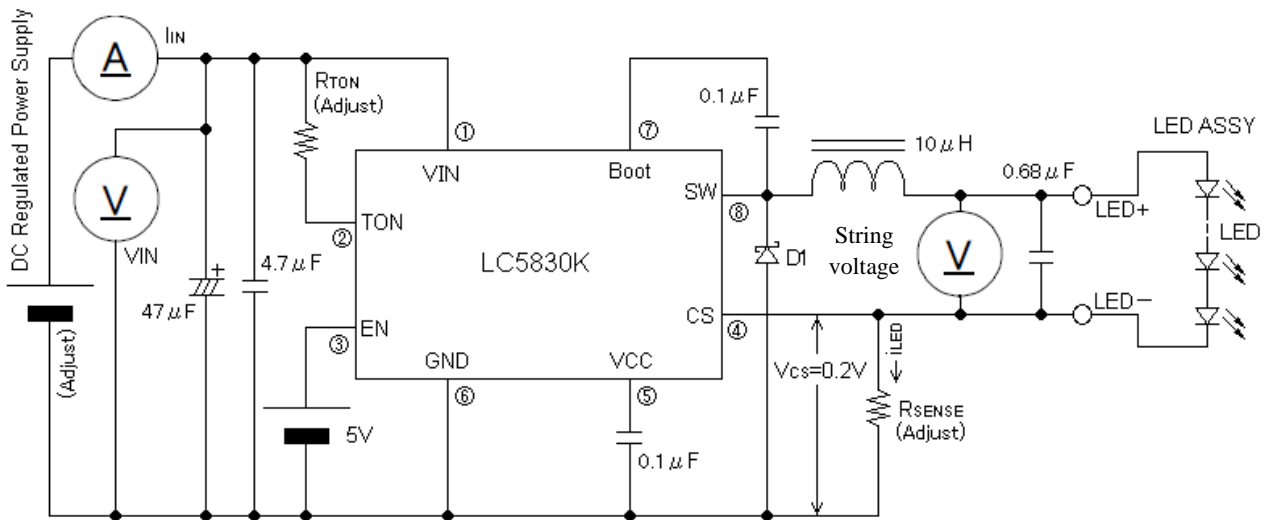 DC Regulated Power Supply
A
IIN
V
VIN
(Adjust)
47μF
+
4.7μF
RTON
(Adjust)
①
VIN
②
TON
③
EN
5V
LC5830K
GND
⑥
VCC
⑤
0.1μF
⑦
Boot
SW
⑧
CS
④
0.1μF
D1
10μH
String
voltage
V
0.68μF
Vcs=0.2V
iLED
RSENSE
(Adjust)
LED ASSY
LED+
LED
LED−